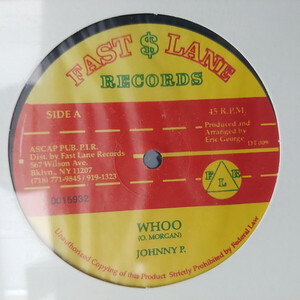 FAST $ LANE
RECORDS
SIDE A
45 R.P.M.
ASCAP PUB. P.I.R.
Dist. by Fast Lane Records
567 Wilson Ave.
Bklyn., NY 11207
(718) 771-9845 / 919-1323
Produced and
Arranged by
Eric George
0015932
F L E
WHOO
(O. MORGAN)
JOHNNY P.
Unauthorized Copying of this Product Strictly Prohibited by Federal Law